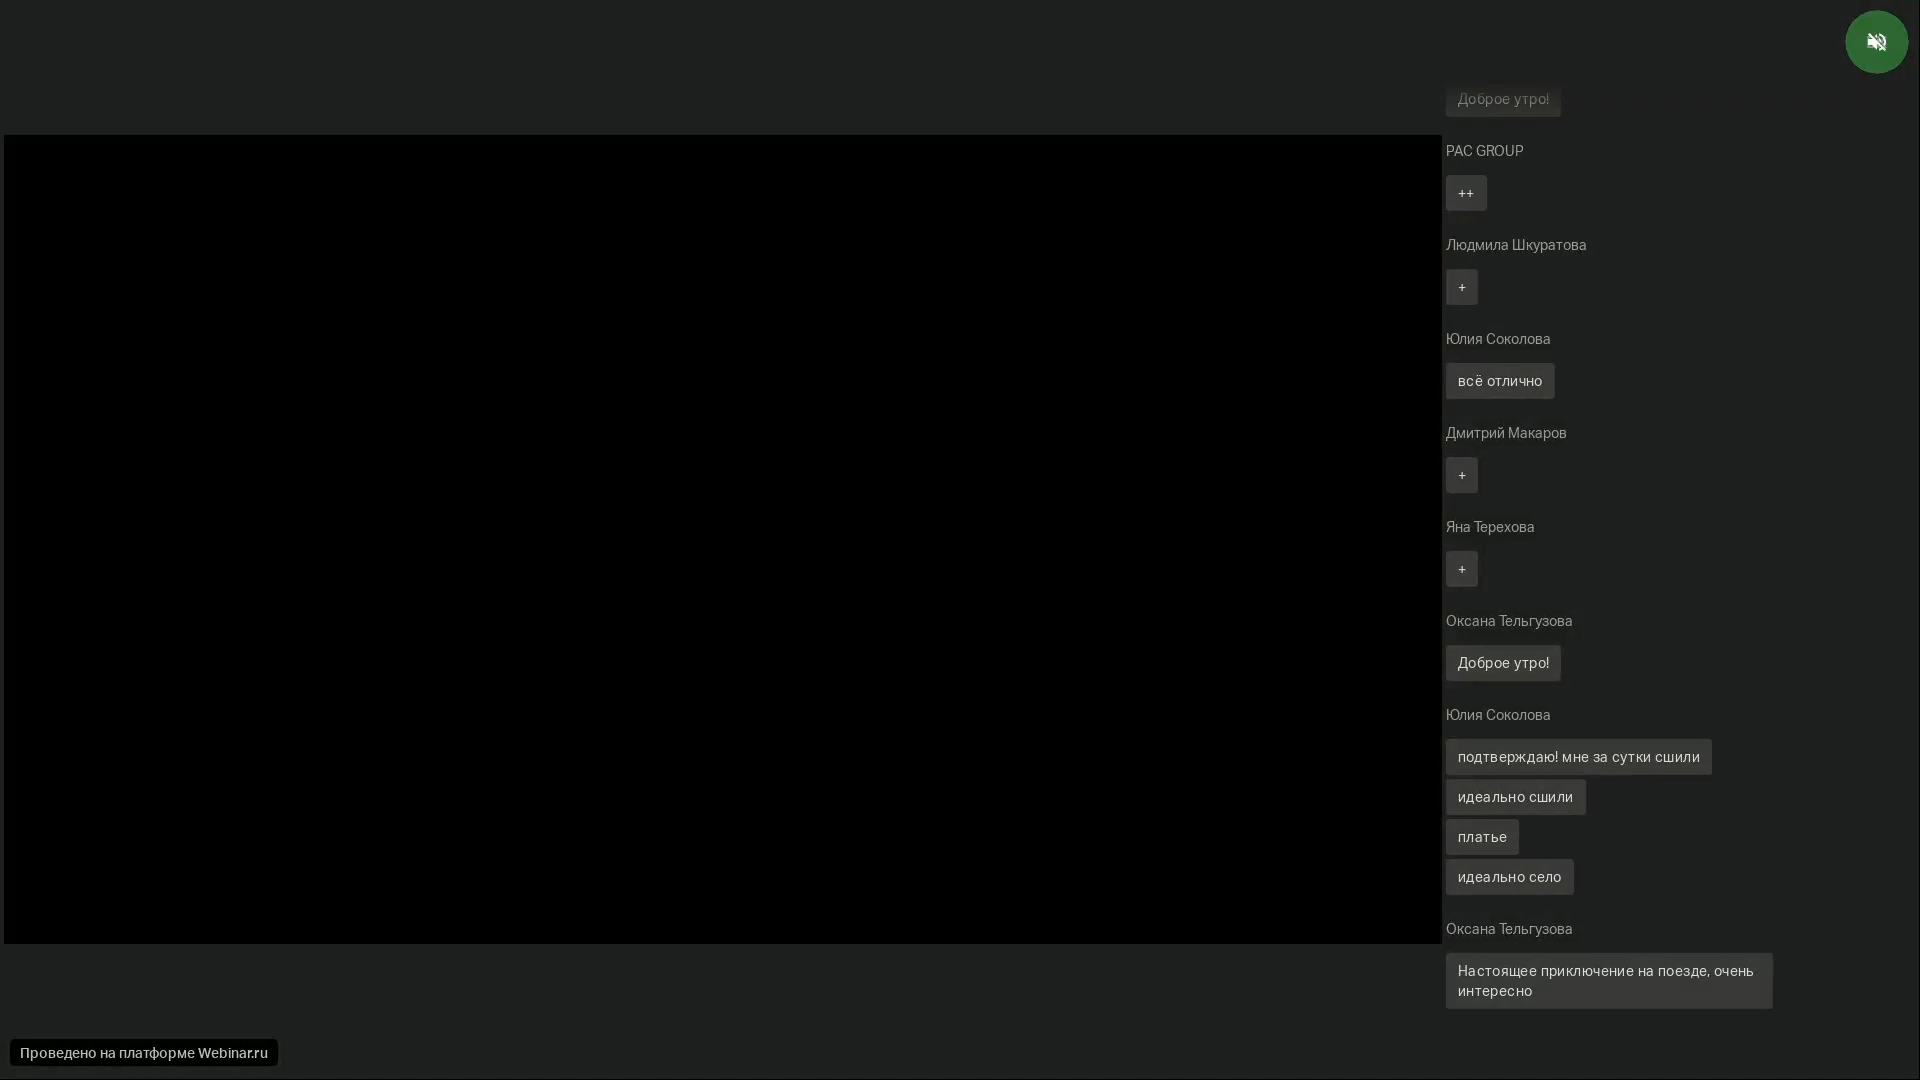 Доброе утро!
PAC GROUP
++
Людмила Шкуратова
+
Юлия Соколова
всё отлично
Дмитрий Макаров
+
Яна Терехова
+
Оксана Тельгузова
Доброе утро!
Юлия Соколова
подтверждаю! мне за сутки сшили
идеально сшили
платье
идеально село
Оксана Тельгузова
Настоящее приключение на поезде, очень
интересно
Проведено на платформе Webinar.ru